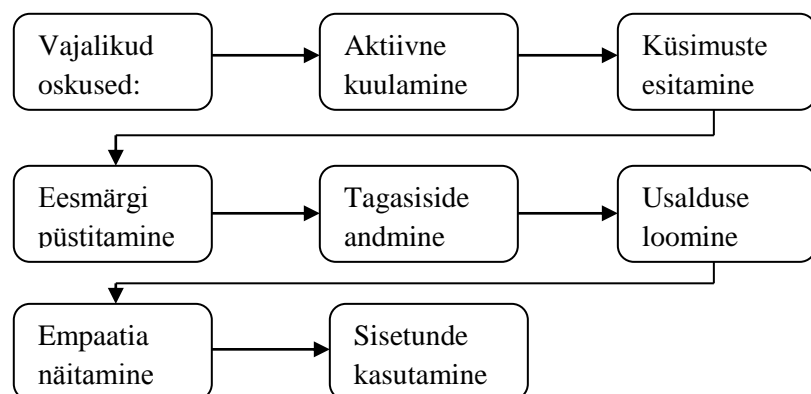 Vajalikud
oskused:
Aktiivne
kuulamine
Küsimuste
esitamine
Eesmärgi
püstitamine
Tagasiside
andmine
Usalduse
loomine
Empaatia
näitamine
Sisetunde
kasutamine